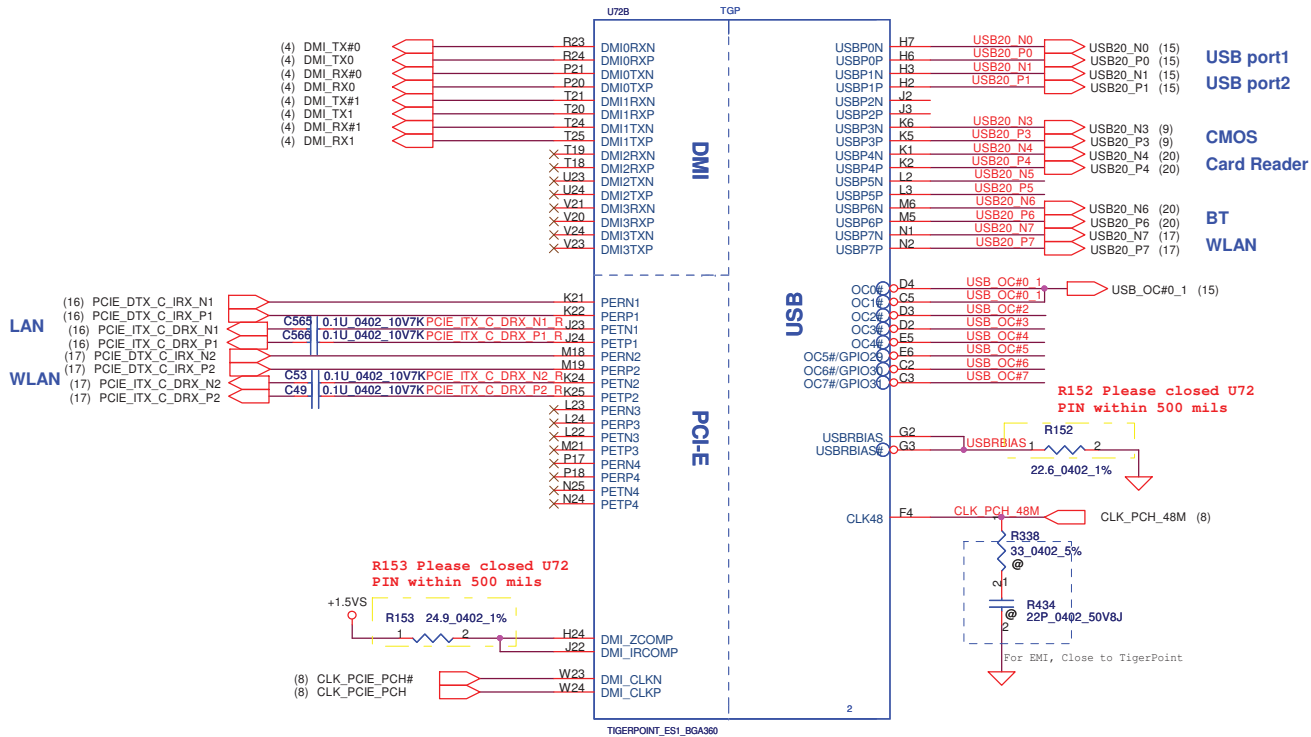 U72B
TGP
(4) DMI_TX#0 R23 DMI0RXN
(4) DMI_TX0 R24 DMI0RXP
(4) DMI_RX#0 P21 DMI0TXN
(4) DMI_RX0 P20 DMI0TXP
(4) DMI_TX#1 T21 DMI1RXN
(4) DMI_TX1 T20 DMI1RXP
(4) DMI_RX#1 T24 DMI1TXN
(4) DMI_RX1 T25 DMI1TXP
T19 DMI2RXN
T18 DMI2RXP
U23 DMI2TXN
U24 DMI2TXP
V21 DMI3RXN
V20 DMI3RXP
V24 DMI3TXN
V23 DMI3TXP
DMI
USBP0N H7 USB20_N0 USB20_N0 (15)
USBP0P H6 USB20_P0 USB20_P0 (15)
USB port1
USBP1N H3 USB20_N1 USB20_N1 (15)
USBP1P H2 USB20_P1 USB20_P1 (15)
USB port2
USBP2N J2
USBP2P J3
USBP3N K6 USB20_N3 USB20_N3 (9)
USBP3P K5 USB20_P3 USB20_P3 (9)
CMOS
USBP4N K1 USB20_N4 USB20_N4 (20)
USBP4P K2 USB20_P4 USB20_P4 (20)
Card Reader
USBP5N L2 USB20_N5
USBP5P L3 USB20_P5
USBP6N M6 USB20_N6 USB20_N6 (20)
USBP6P M5 USB20_P6 USB20_P6 (20)
BT
USBP7N N1 USB20_N7 USB20_N7 (17)
USBP7P N2 USB20_P7 USB20_P7 (17)
WLAN
USB
LAN
(16) PCIE_DTX_C_IRX_N1 K21 PERN1
(16) PCIE_DTX_C_IRX_P1 K22 PERP1
(16) PCIE_ITX_C_DRX_N1 C565 0.1U_0402_10V7K PCIE_ITX_C_DRX_N1_R J23 PETN1
(16) PCIE_ITX_C_DRX_P1 C566 0.1U_0402_10V7K PCIE_ITX_C_DRX_P1_R J24 PETP1
WLAN
(17) PCIE_DTX_C_IRX_N2 M18 PERN2
(17) PCIE_DTX_C_IRX_P2 M19 PERP2
(17) PCIE_ITX_C_DRX_N2 C53 0.1U_0402_10V7K PCIE_ITX_C_DRX_N2_R K24 PETN2
(17) PCIE_ITX_C_DRX_P2 C49 0.1U_0402_10V7K PCIE_ITX_C_DRX_P2_R K25 PETP2
L23 PERN3
L24 PERP3
L22 PETN3
M21 PETP3
P17 PERN4
P18 PERP4
N25 PETN4
N24 PETP4
PCI-E
OC0# D4 USB_OC#0_1 USB_OC#0_1 (15)
OC1# C5 USB_OC#0_1
OC2# D3 USB_OC#2
OC3# D2 USB_OC#3
OC4# E5 USB_OC#4
OC5#/GPIO29 E6 USB_OC#5
OC6#/GPIO30 C2 USB_OC#6
OC7#/GPIO31 C3 USB_OC#7
R152 Please closed U72
PIN within 500 mils
USBRBIAS G2
USBRBIAS# G3 USBRBIAS 1 R152 2
22.6_0402_1%
CLK48 F4 CLK_PCH_48M CLK_PCH_48M (8)
1
R338
33_0402_5%
@
2
1
R434
@
22P_0402_50V8J
2
For EMI, Close to TigerPoint
R153 Please closed U72
PIN within 500 mils
+1.5VS
R153 24.9_0402_1%
1 2 H24 DMI_ZCOMP
J22 DMI_IRCOMP
(8) CLK_PCIE_PCH# W23 DMI_CLKN
(8) CLK_PCIE_PCH W24 DMI_CLKP
2
TIGERPOINT_ES1_BGA360